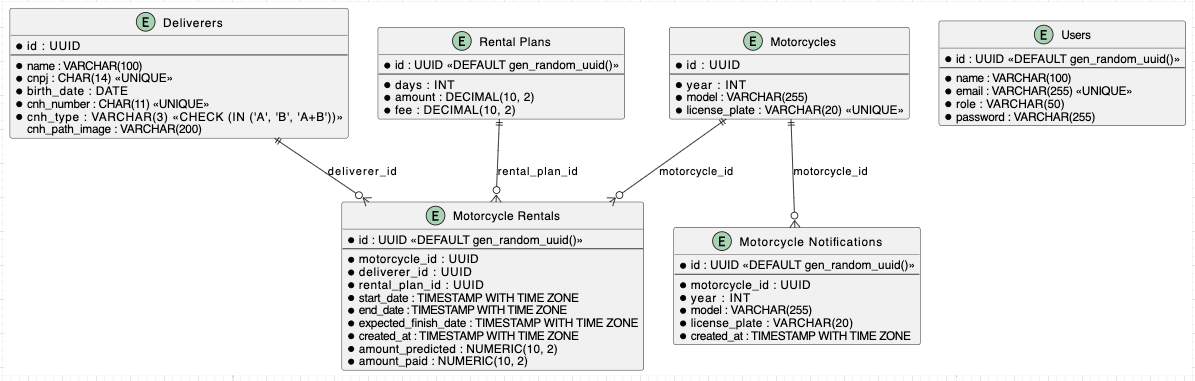 E Deliverers
● id : UUID
● name : VARCHAR(100)
● cnpj : CHAR(14) «UNIQUE»
● birth_date : DATE
● cnh_number : CHAR(11) «UNIQUE»
● cnh_type : VARCHAR(3) «CHECK (IN ('A', 'B', 'A+B'))»
cnh_path_image : VARCHAR(200)
E Rental Plans
● id : UUID «DEFAULT gen_random_uuid()»
● days : INT
● amount : DECIMAL(10, 2)
● fee : DECIMAL(10, 2)
E Motorcycles
● id : UUID
● year : INT
● model : VARCHAR(255)
● license_plate : VARCHAR(20) «UNIQUE»
E Users
● id : UUID «DEFAULT gen_random_uuid()»
● name : VARCHAR(100)
● email : VARCHAR(255) «UNIQUE»
● role : VARCHAR(50)
● password : VARCHAR(255)
deliverer_id
rental_plan_id
motorcycle_id
motorcycle_id
E Motorcycle Rentals
● id : UUID «DEFAULT gen_random_uuid()»
● motorcycle_id : UUID
● deliverer_id : UUID
● rental_plan_id : UUID
● start_date : TIMESTAMP WITH TIME ZONE
● end_date : TIMESTAMP WITH TIME ZONE
● expected_finish_date : TIMESTAMP WITH TIME ZONE
● created_at : TIMESTAMP WITH TIME ZONE
● amount_predicted : NUMERIC(10, 2)
● amount_paid : NUMERIC(10, 2)
E Motorcycle Notifications
● id : UUID «DEFAULT gen_random_uuid()»
● motorcycle_id : UUID
● year : INT
● model : VARCHAR(255)
● license_plate : VARCHAR(20)
● created_at : TIMESTAMP WITH TIME ZONE